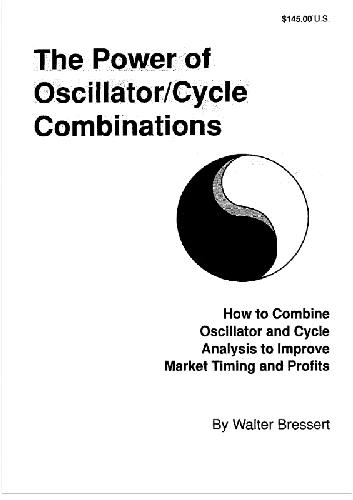 $145.00 U.S.
The Power of
Oscillator/Cycle
Combinations
How to Combine
Oscillator and Cycle
Analysis to Improve
Market Timing and Profits
By Walter Bressert